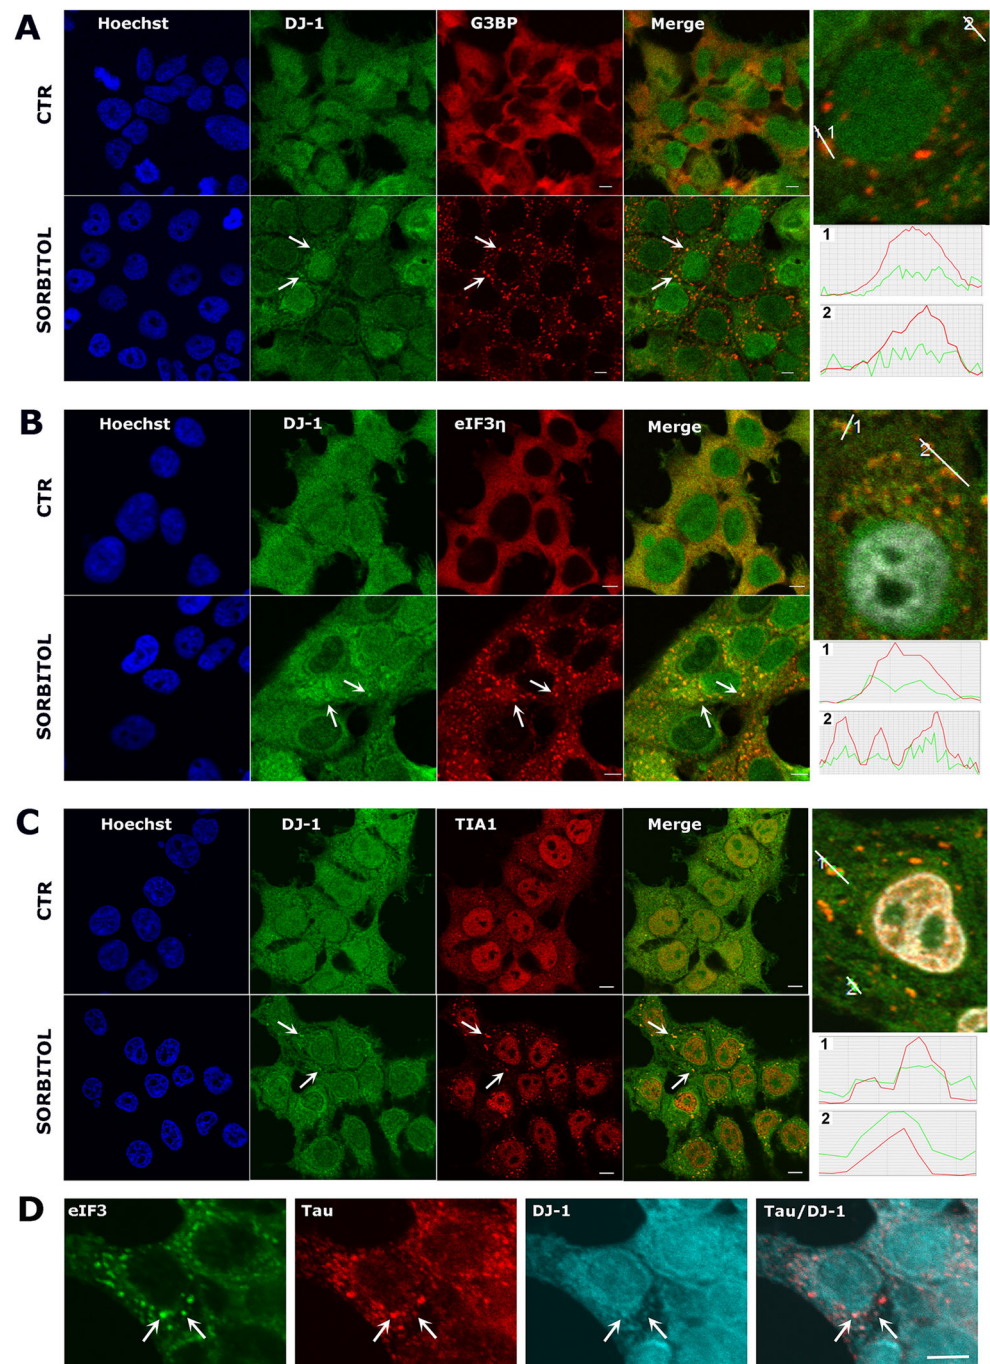 A
Hoechst
DJ-1
G3BP
Merge
CTR
SORBITOL
1
2
1
2
B
Hoechst
DJ-1
eIF3η
Merge
CTR
SORBITOL
1
2
1
2
C
Hoechst
DJ-1
TIA1
Merge
CTR
SORBITOL
1
2
1
2
D
eIF3
Tau
DJ-1
Tau/DJ-1